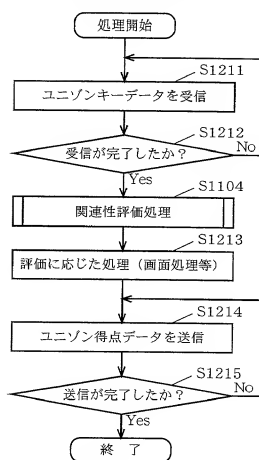 処理開始
S1211
ユニゾンキーデータを受信
S1212
受信が完了したか？
No
Yes
S1104
関連性評価処理
S1213
評価に応じた処理（画面処理等）
S1214
ユニゾン得点データを送信
S1215
送信が完了したか？
No
Yes
終 了